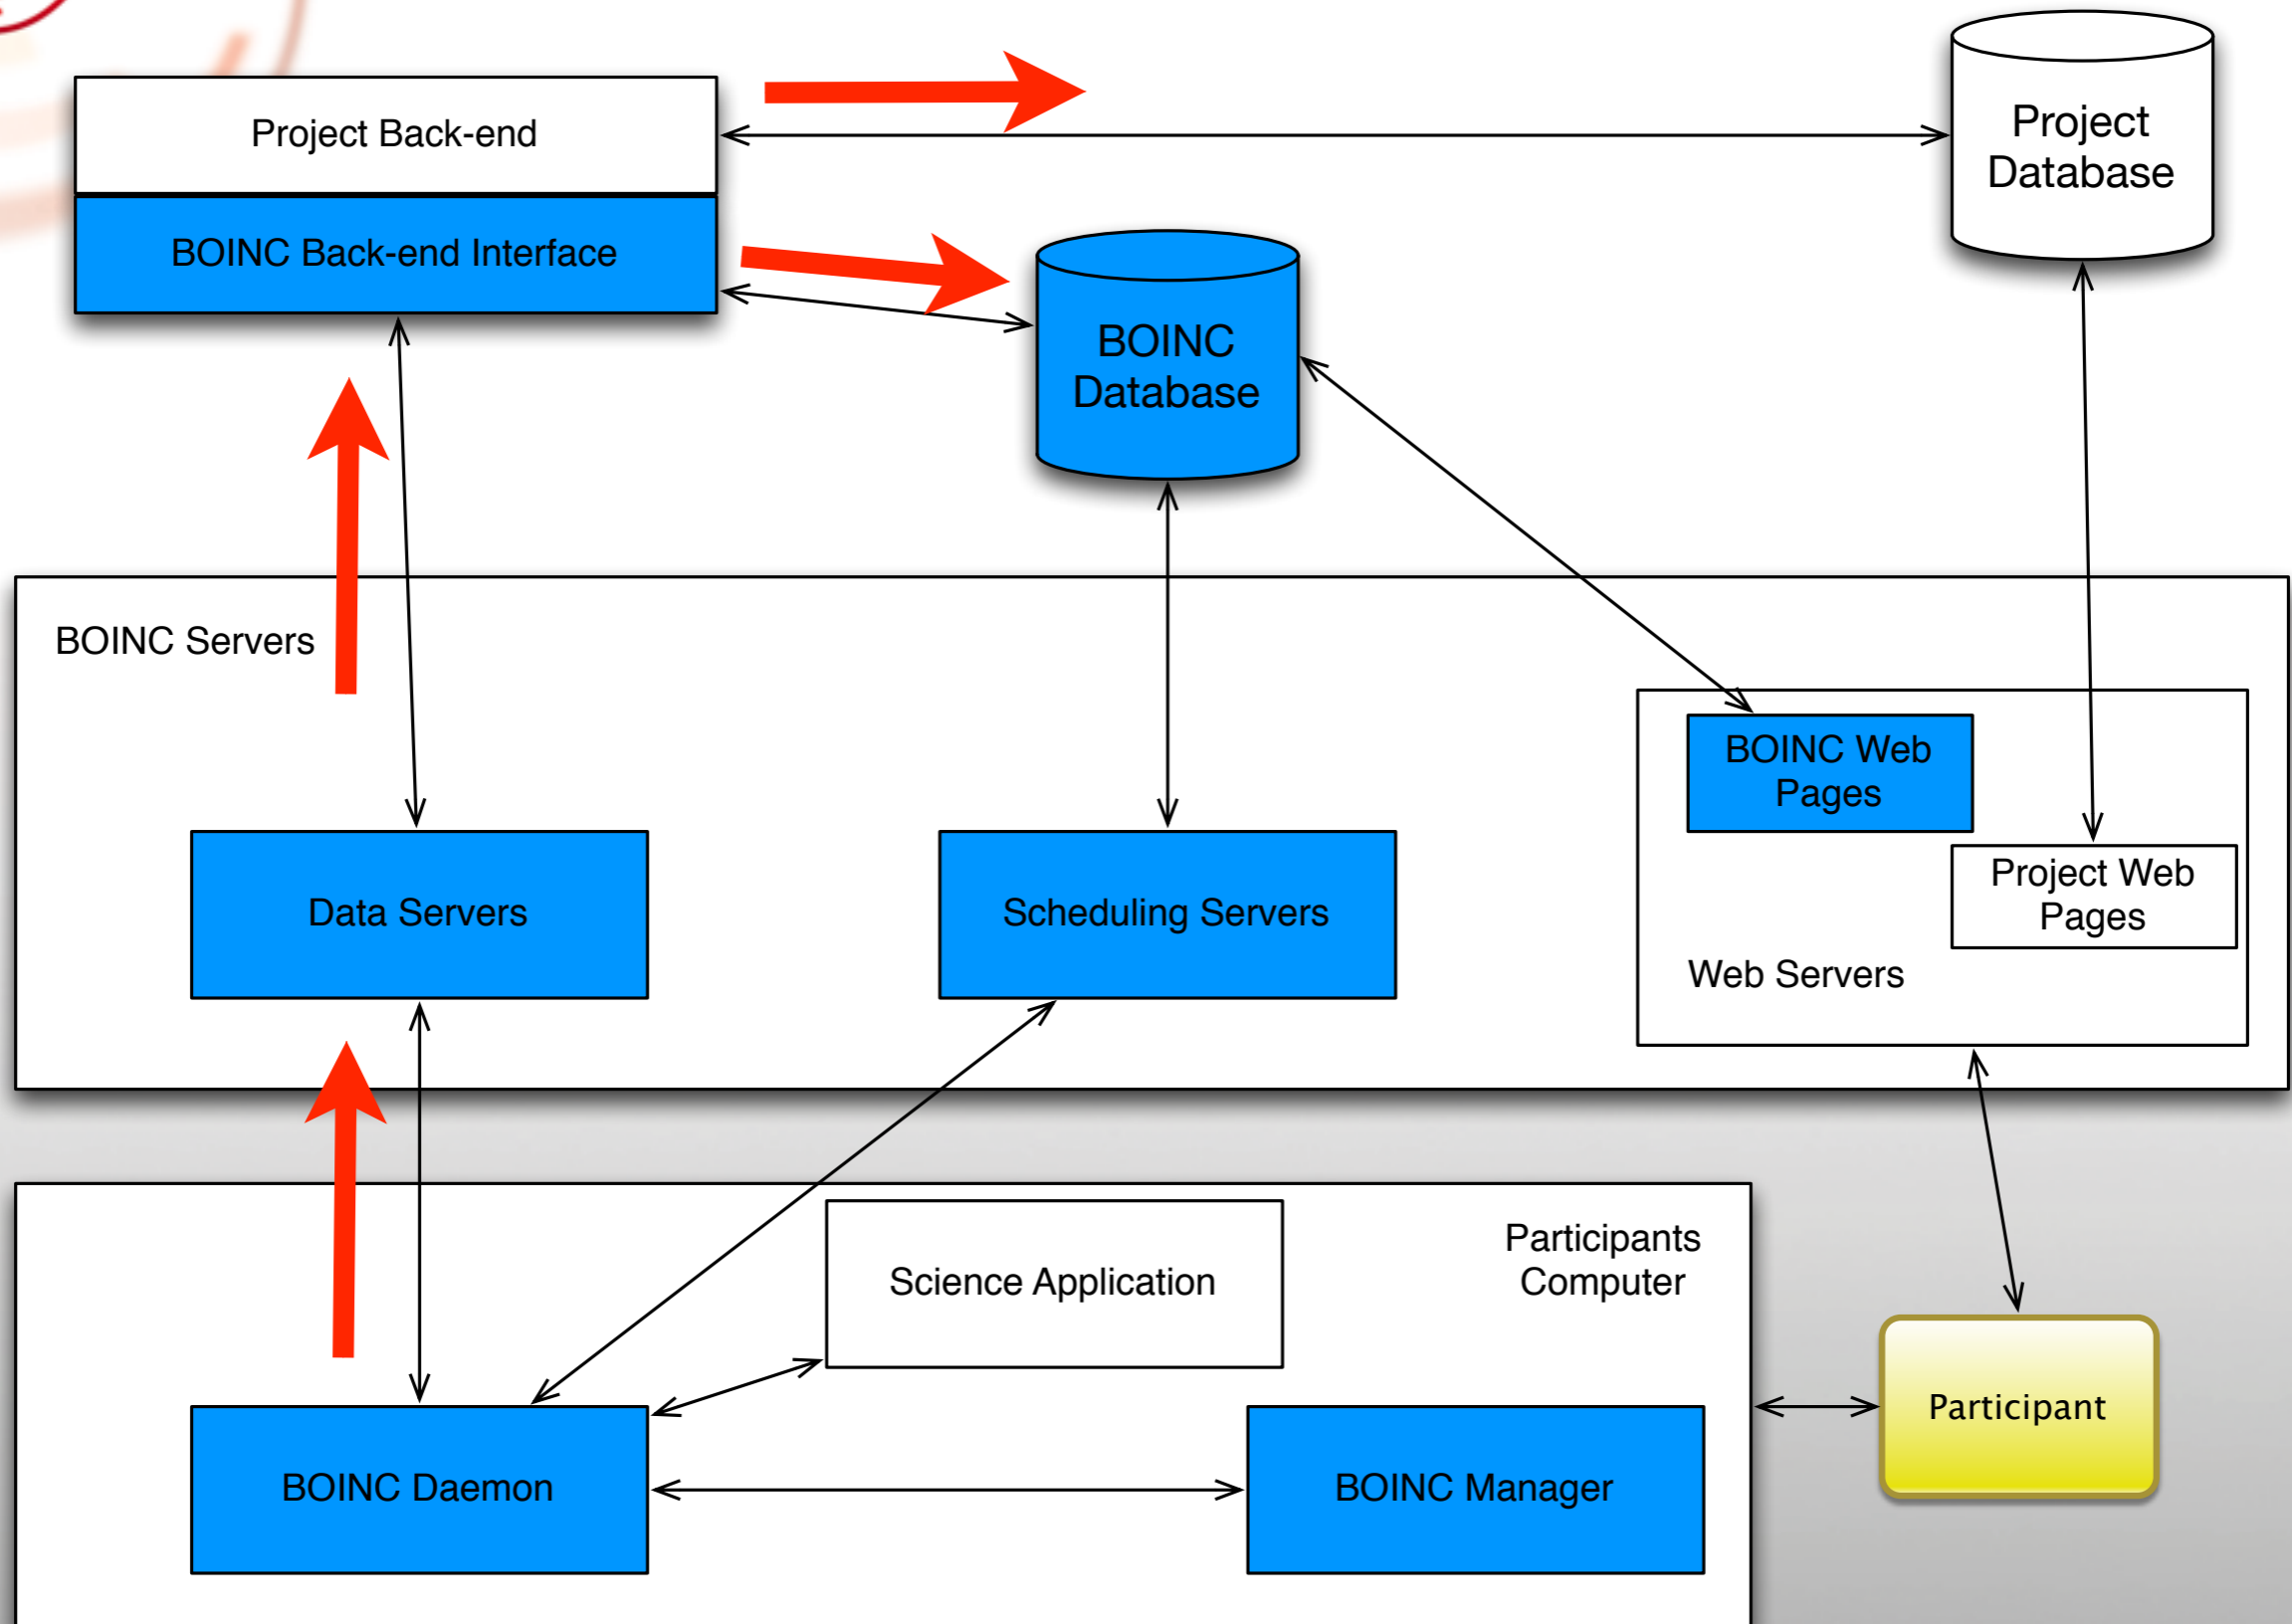 Project Back-end
Project
Database
BOINC Back-end Interface
BOINC
Database
BOINC Servers
BOINC Web
Pages
Project Web
Pages
Data Servers
Scheduling Servers
Web Servers
Participants
Computer
Science Application
Participant
BOINC Daemon
BOINC Manager